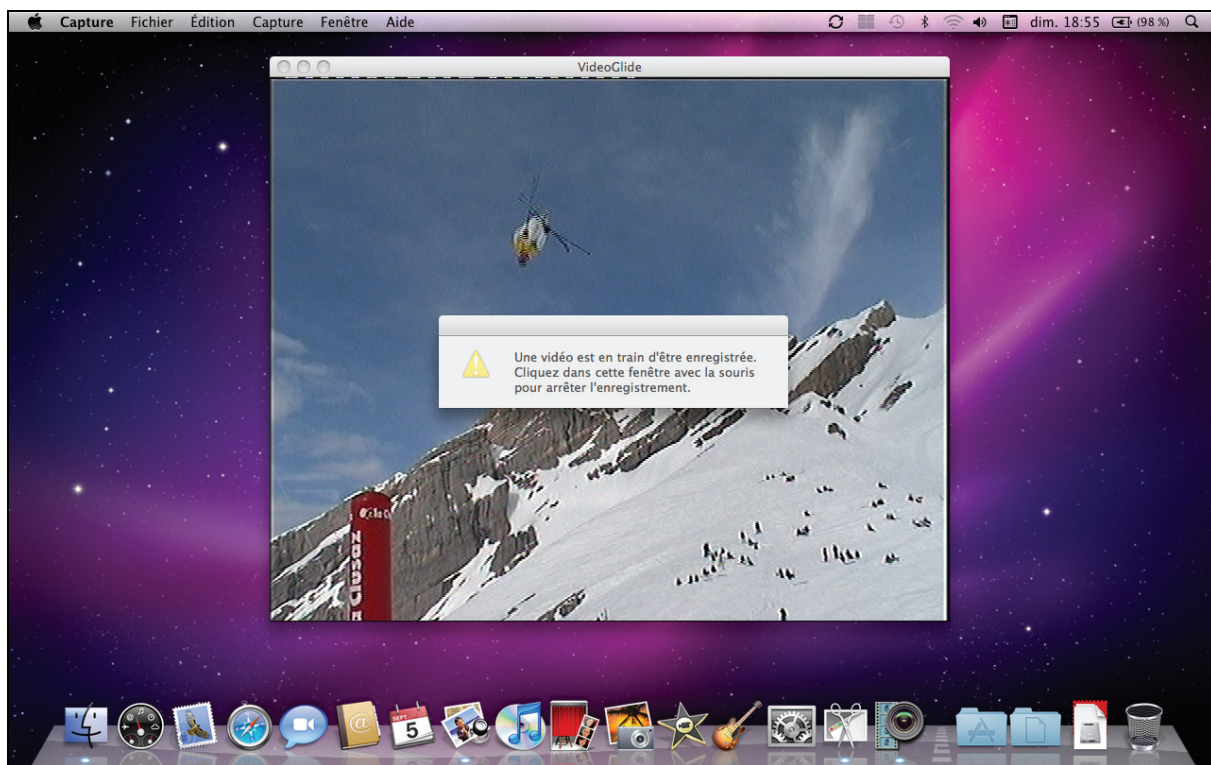 Capture Fichier Édition Capture Fenêtre Aide dim. 18:55 (98 %)
VideoGlide
Une vidéo est en train d'être enregistrée.
Cliquez dans cette fenêtre avec la souris
pour arrêter l'enregistrement.
SEPT
5